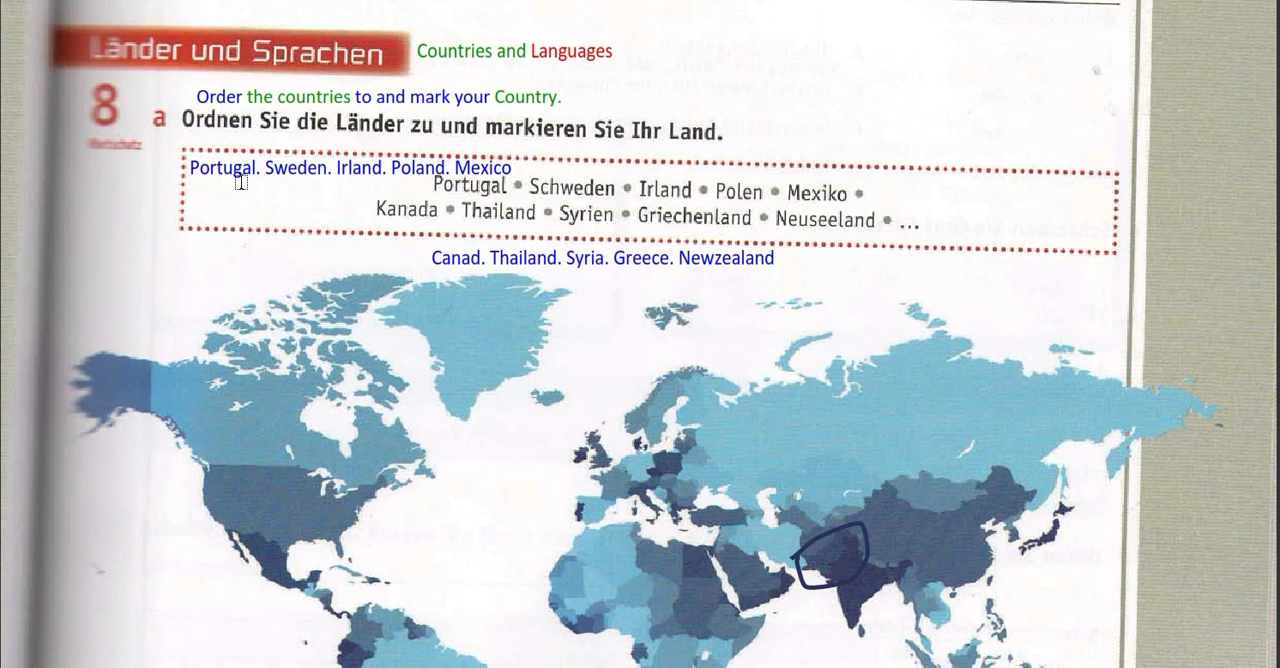 Länder und Sprachen Countries and Languages
Order the countries to and mark your Country.
8 a Ordnen Sie die Länder zu und markieren Sie Ihr Land.
Wortschatz
Portugal. Sweden. Irland. Poland. Mexico
Portugal • Schweden • Irland • Polen • Mexiko •
Kanada • Thailand • Syrien • Griechenland • Neuseeland • ...
Canad. Thailand. Syria. Greece. Newzealand